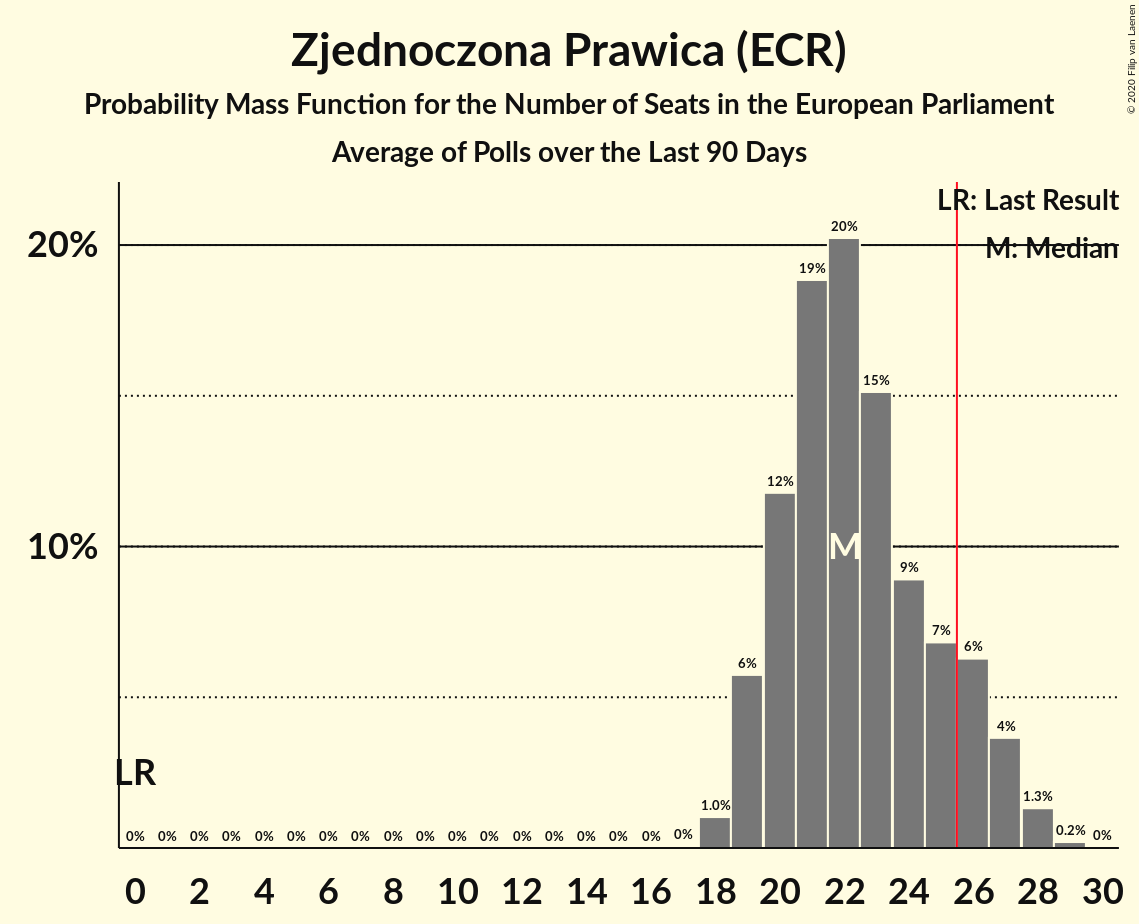 Zjednoczona Prawica (ECR)
Probability Mass Function for the Number of Seats in the European Parliament
Average of Polls over the Last 90 Days
© 2020 Filip van Laenen
LR: Last Result
M: Median
20%
10%
20%
19%
15%
12%
M
9%
7%
6%
6%
4%
LR
1.0%
1.3%
0.2%
0% 0% 0% 0% 0% 0% 0% 0% 0% 0% 0% 0% 0% 0% 0% 0% 0% 0% 0%
0 2 4 6 8 10 12 14 16 18 20 22 24 26 28 30